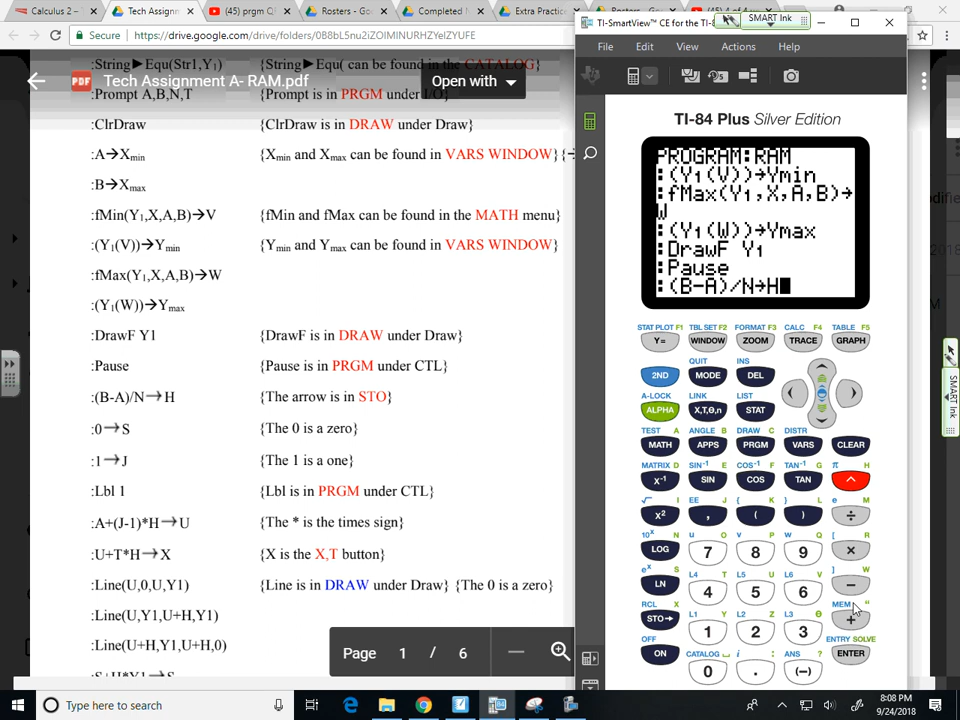 Calculus 2 –
Tech Assignm
(45) prgm Q
Rosters - Go
Completed N
Extra Practic
Secure
https://drive.google.com/drive/folders/0B8bL5nu2iZOIMINURHZYelZYUFE
Tech Assignment A- RAM.pdf
Open with
:String►Equ(Str1,Y1) {String►Equ( can be found in the CATALOG}
:Prompt A,B,N,T {Prompt is in PRGM under I/O}
:ClrDraw {ClrDraw is in DRAW under Draw}
:A→Xmin {Xmin and Xmax can be found in VARS WINDOW}{→
:B→Xmax
:fMin(Y1,X,A,B)→V {fMin and fMax can be found in the MATH menu}
:(Y1(V))→Ymin {Ymin and Ymax can be found in VARS WINDOW}
:fMax(Y1,X,A,B)→W
:(Y1(W))→Ymax
:DrawF Y1 {DrawF is in DRAW under Draw}
:Pause {Pause is in PRGM under CTL}
:(B-A)/N→H {The arrow is in STO}
:0→S {The 0 is a zero}
:1→J {The 1 is a one}
:Lbl 1 {Lbl is in PRGM under CTL}
:A+(J-1)*H→U {The * is the times sign}
:U+T*H→X {X is the X,T button}
:Line(U,0,U,Y1) {Line is in DRAW under Draw} {The 0 is a zero}
:Line(U,Y1,U+H,Y1)
:Line(U+H,Y1,U+H,0)
Page 1 / 6
TI-SmartView™ CE for the TI-8
SMART Ink
File Edit View Actions Help
TI-84 Plus Silver Edition
PROGRAM:RAM
:(Y1(V))→Ymin
:fMax(Y1,X,A,B)→
W
:(Y1(W))→Ymax
:DrawF Y1
:Pause
:(B-A)/N→H
STAT PLOT F1 TBL SET F2 FORMAT F3 CALC F4 TABLE F5
Y= WINDOW ZOOM TRACE GRAPH
QUIT INS
2ND MODE DEL
A-LOCK LINK LIST
ALPHA X,T,Θ,n STAT
TEST A ANGLE B DRAW C DISTR
MATH APPS PRGM VARS CLEAR
MATRIX D SIN⁻¹ E COS⁻¹ F TAN⁻¹ G π H
X⁻¹ SIN COS TAN ^
√ I EE J { K } L e M
X² , ( ) ÷
10ˣ N u O v P w Q [ R
LOG 7 8 9 ×
eˣ S L4 T L5 U L6 V ] W
LN 4 5 6 −
RCL X L1 Y L2 Z L3 Θ MEM "
STO→ 1 2 3 +
OFF CATALOG i : ANS ? ENTRY SOLVE
ON 0 . (−) ENTER
SMART Ink
Type here to search
8:08 PM
9/24/2018